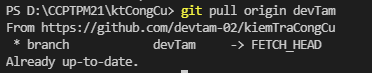 PS D:\CCPTPM21\ktCongCu> git pull origin devTam
From https://github.com/devtam-02/kiemTraCongCu
 * branch            devTam     -> FETCH_HEAD
Already up-to-date.